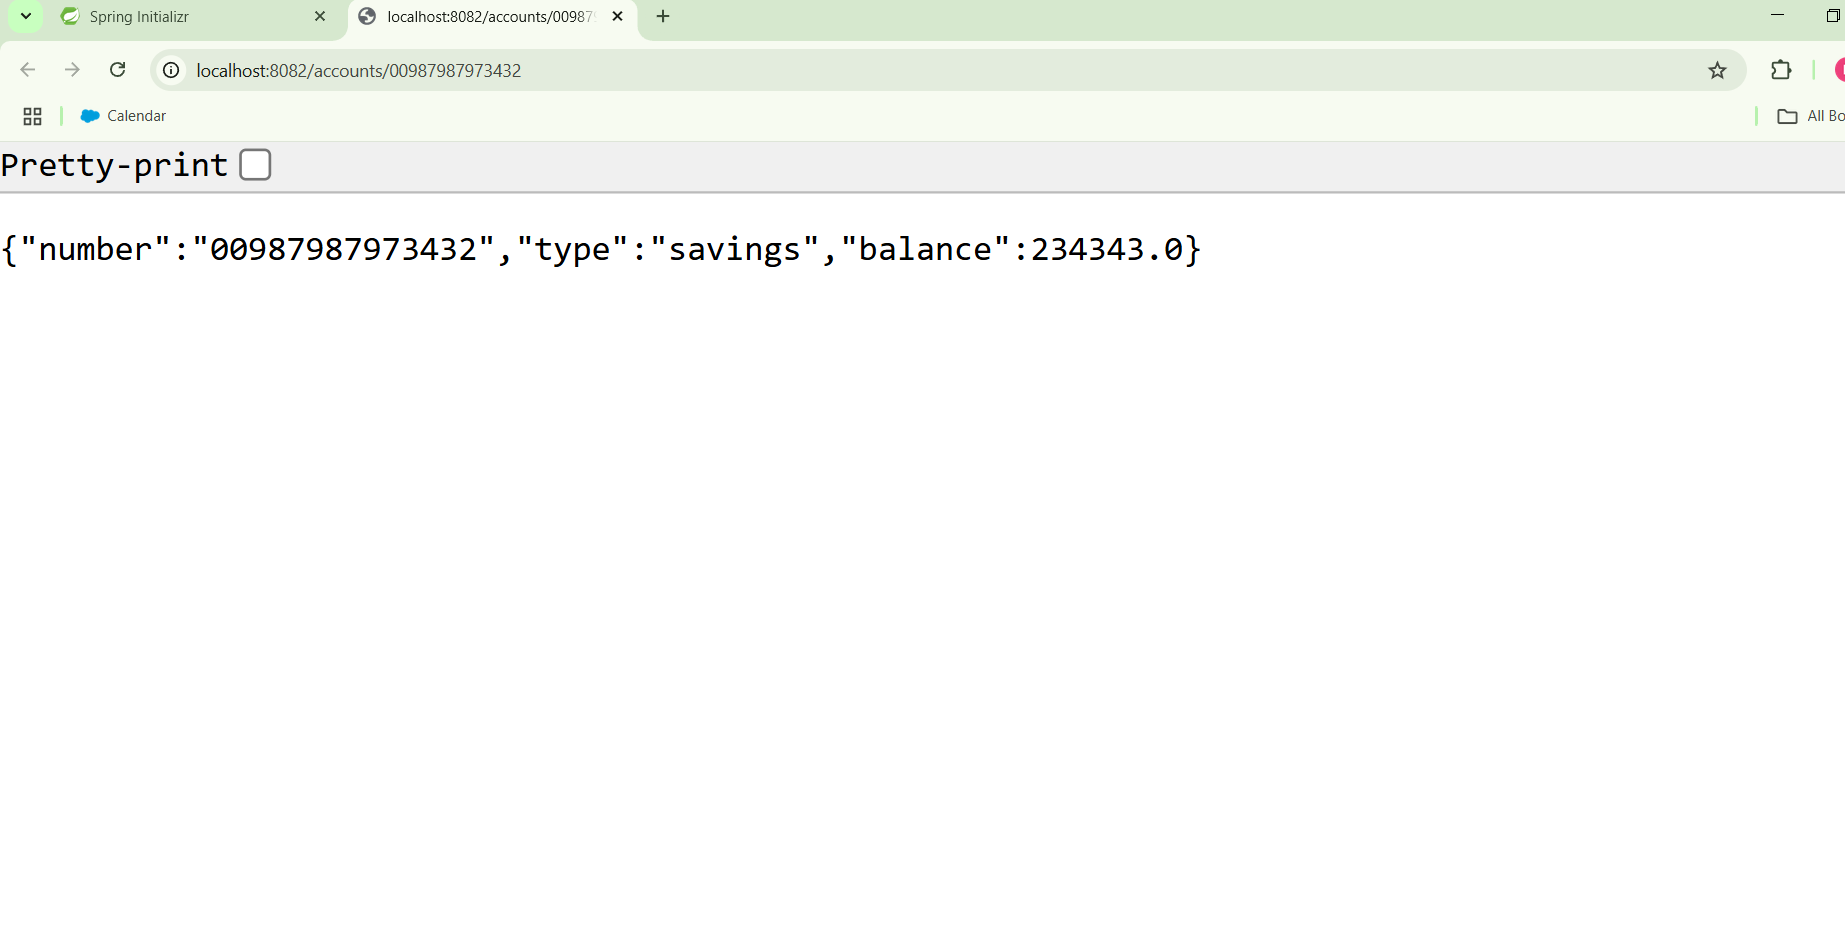 Spring Initializr
localhost:8082/accounts/00987
localhost:8082/accounts/00987987973432
Calendar
All Bo
Pretty-print
{"number":"00987987973432","type":"savings","balance":234343.0}